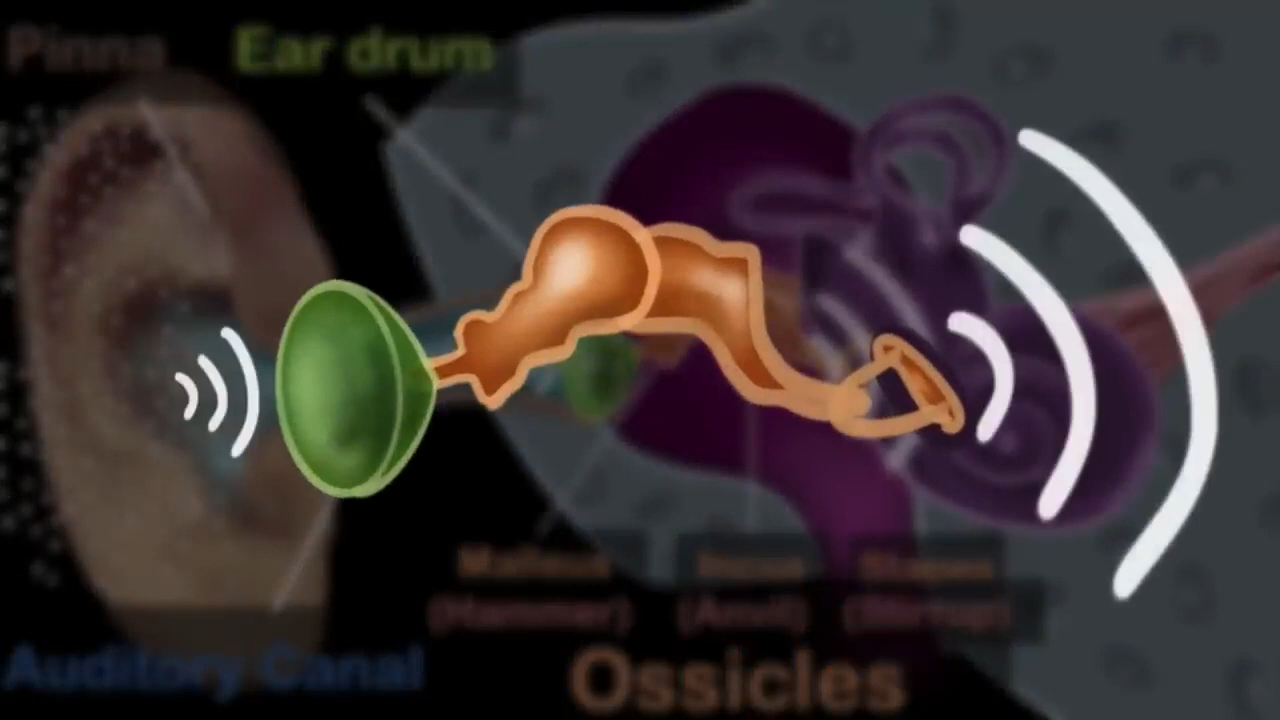 Pinna
Ear drum
Malleus
Incus
Stapes
(Hammer)
(Anvil)
(Stirrup)
Auditory Canal
Ossicles